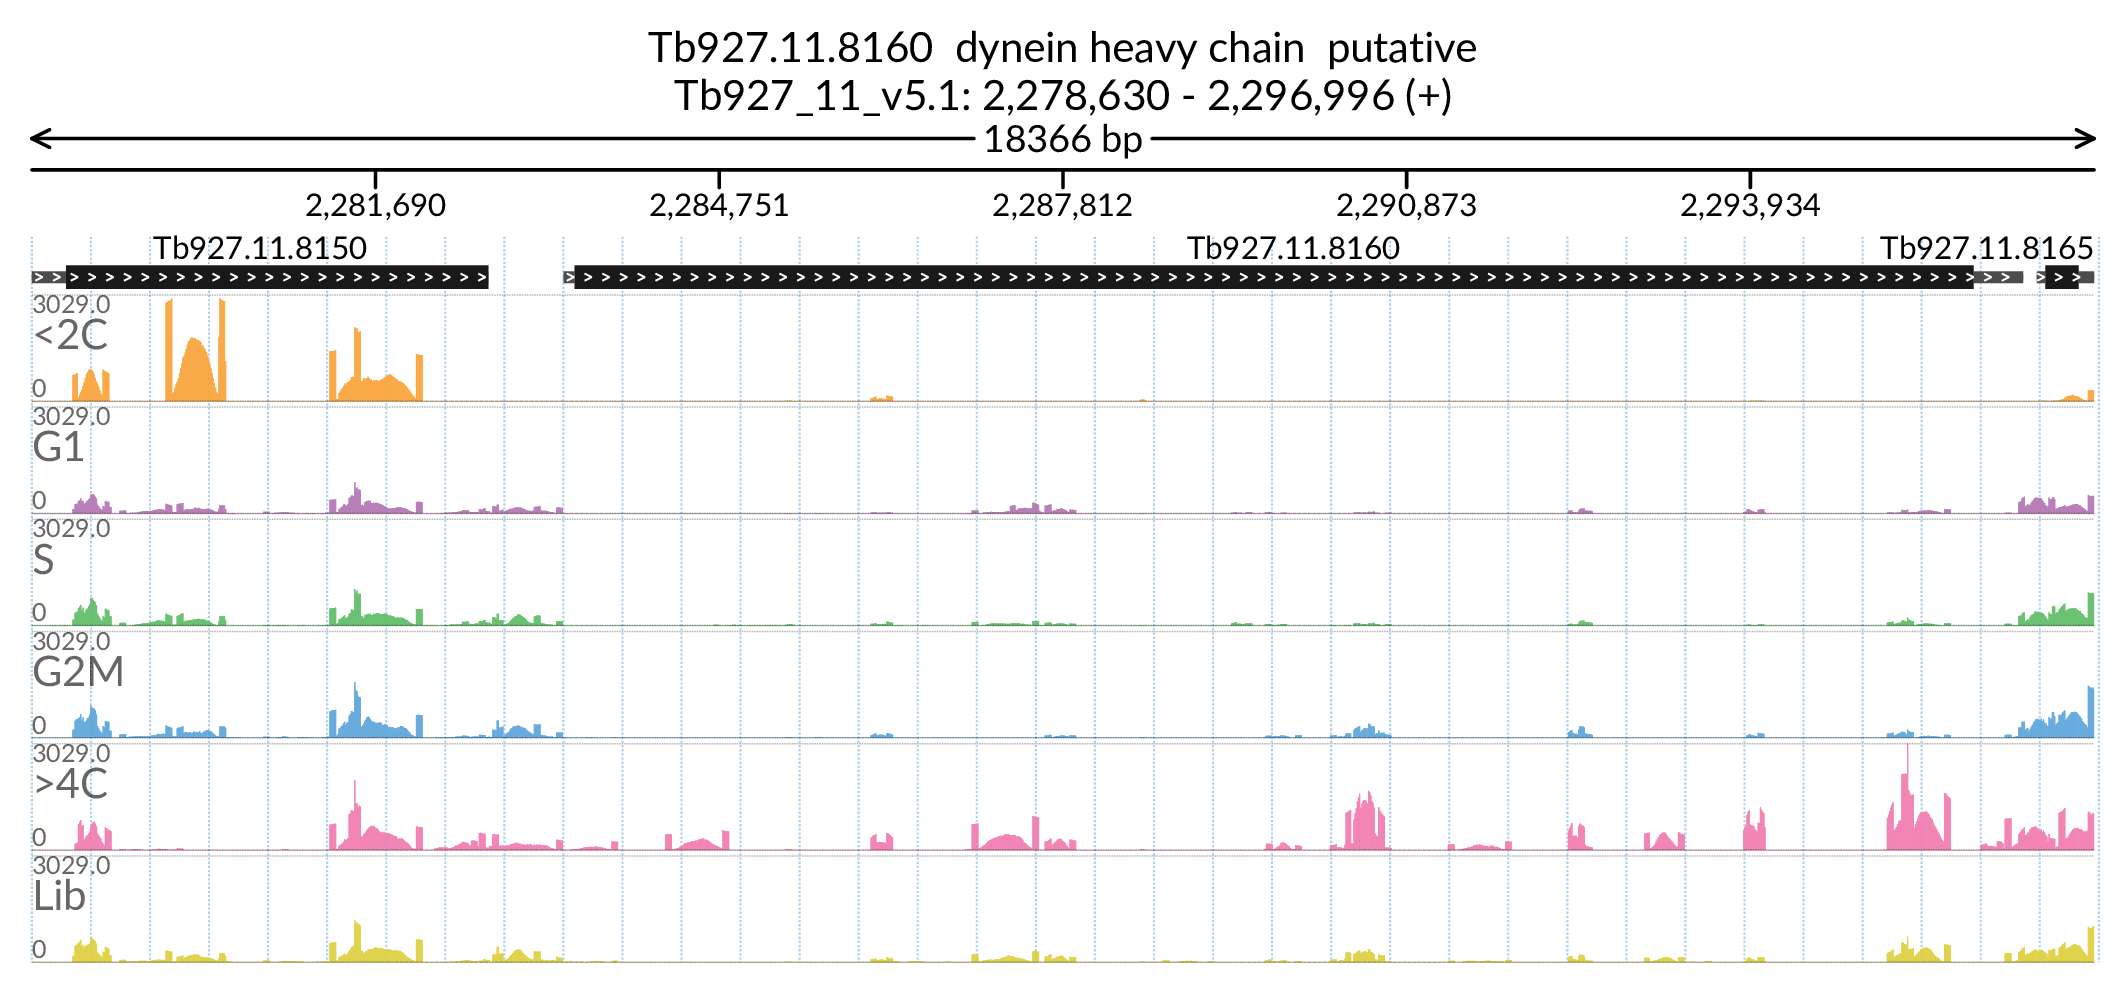 Tb927.11.8160  dynein heavy chain  putative
Tb927_11_v5.1: 2,278,630 - 2,296,996 (+)
18366 bp
2,281,690 2,284,751 2,287,812 2,290,873 2,293,934
Tb927.11.8150 Tb927.11.8160 Tb927.11.8165
3029.0
<2C
0
3029.0
G1
0
3029.0
S
0
3029.0
G2M
0
3029.0
>4C
0
3029.0
Lib
0